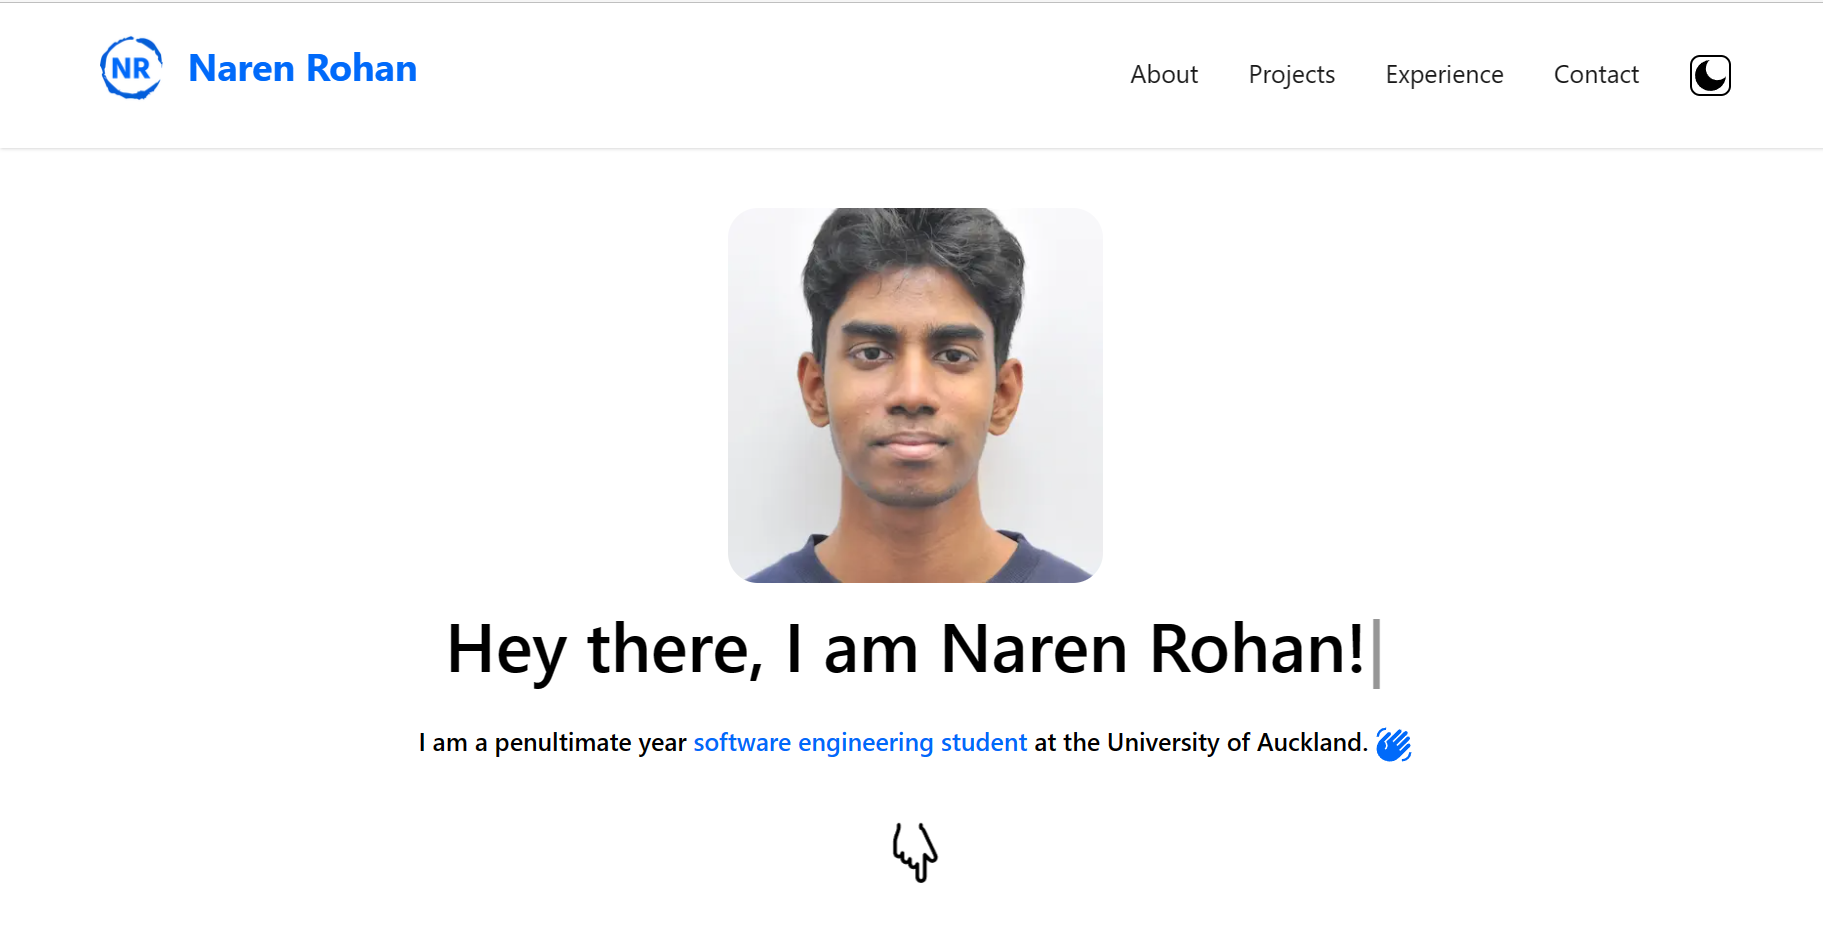 NR
Naren Rohan
About
Projects
Experience
Contact
Hey there, I am Naren Rohan!
I am a penultimate year software engineering student at the University of Auckland.